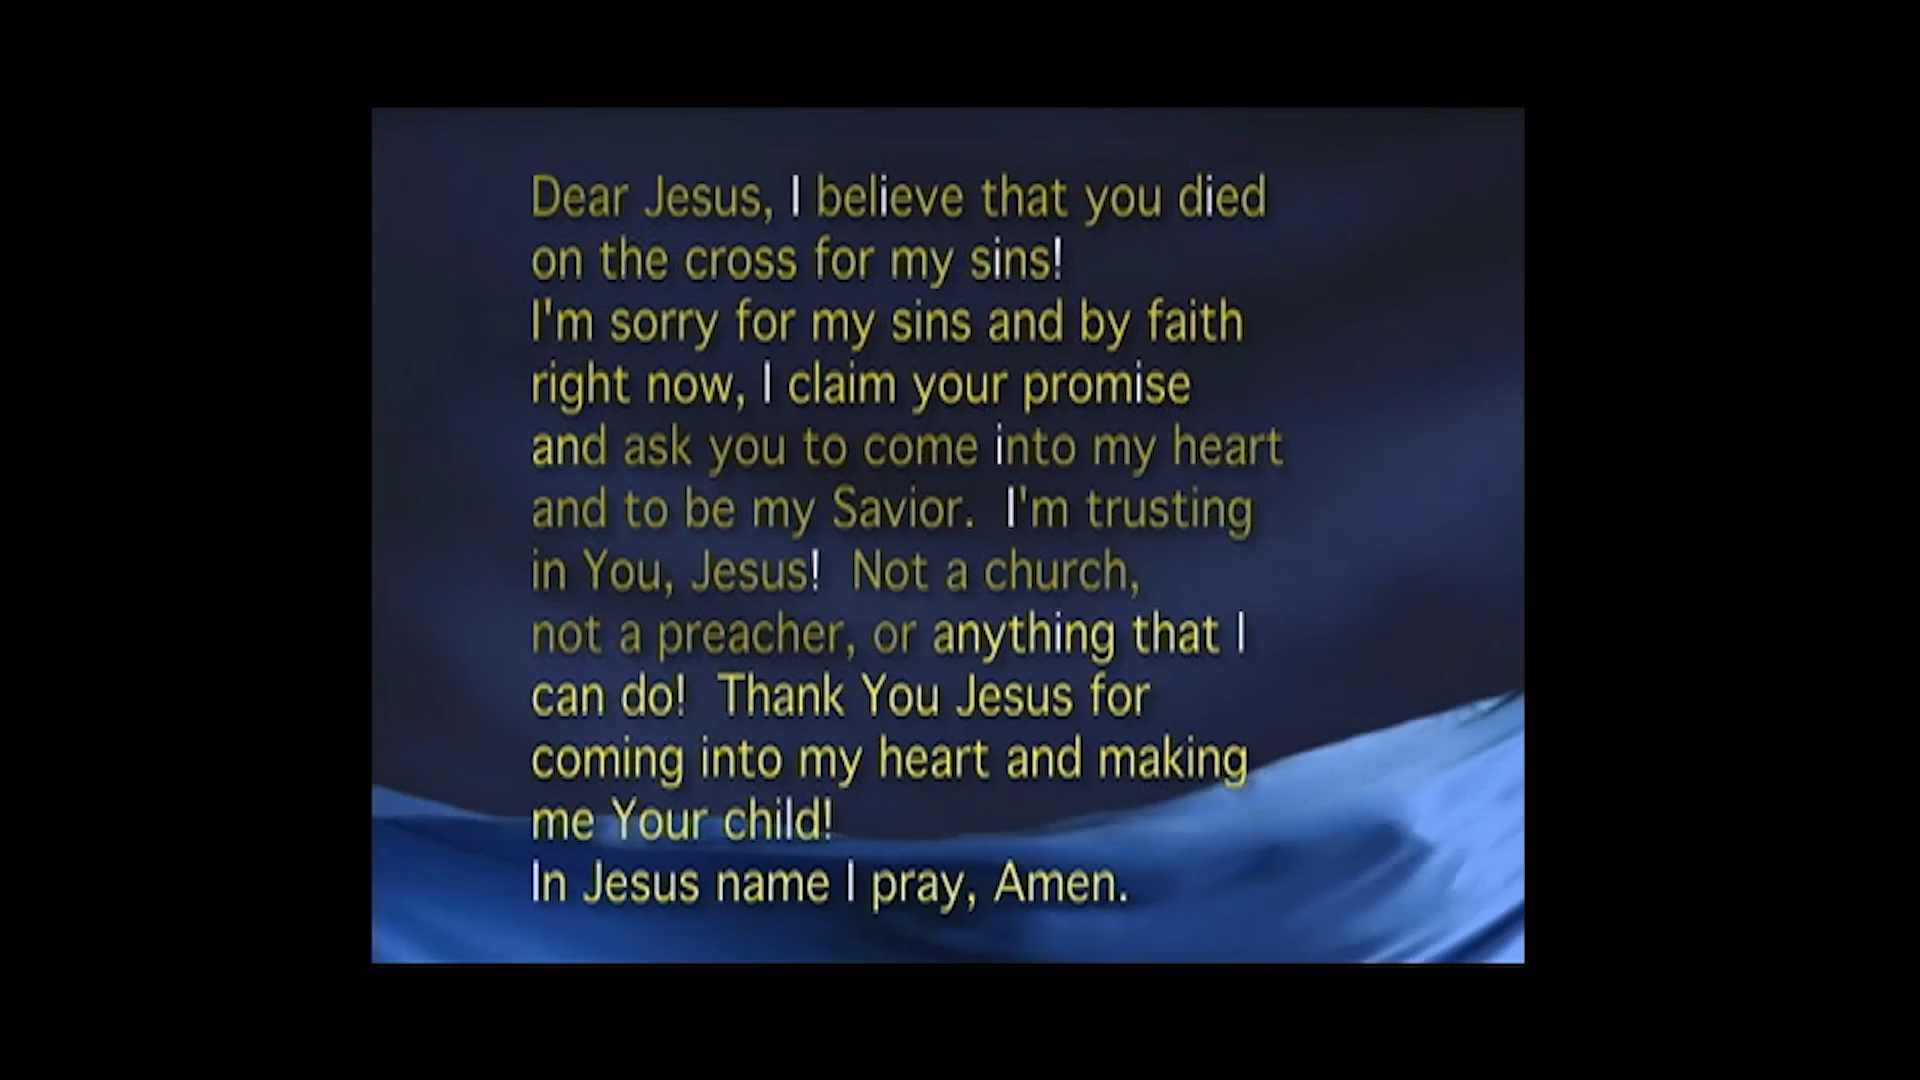 Dear Jesus, I believe that you died
on the cross for my sins!
I'm sorry for my sins and by faith
right now, I claim your promise
and ask you to come into my heart
and to be my Savior.  I'm trusting
in You, Jesus!  Not a church,
not a preacher, or anything that I
can do!  Thank You Jesus for
coming into my heart and making
me Your child!
In Jesus name I pray, Amen.